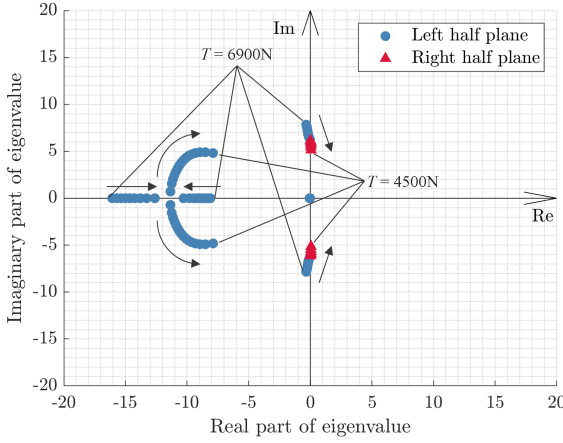 20
15
10
5
0
-5
-10
-15
-20
-20
-15
-10
-5
0
5
10
15
20
Imaginary part of eigenvalue
Real part of eigenvalue
Im
Re
Left half plane
Right half plane
T = 6900N
T = 4500N